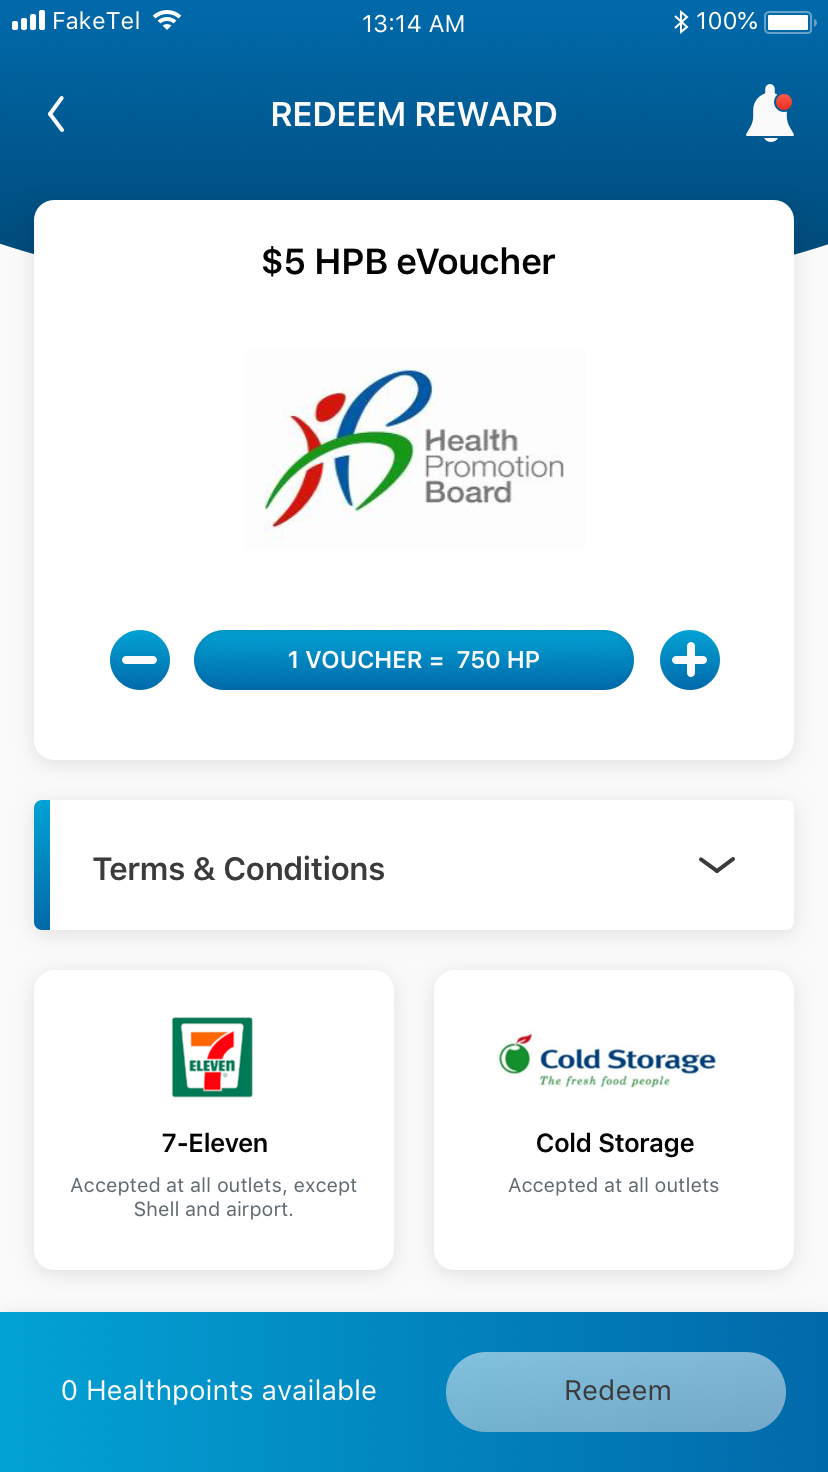 FakeTel
13:14 AM
100%
REDEEM REWARD
$5 HPB eVoucher
Health
Promotion
Board
1 VOUCHER = 750 HP
Terms & Conditions
7
ELEVEN
7-Eleven
Accepted at all outlets, except
Shell and airport.
Cold Storage
The fresh food people
Cold Storage
Accepted at all outlets
0 Healthpoints available
Redeem